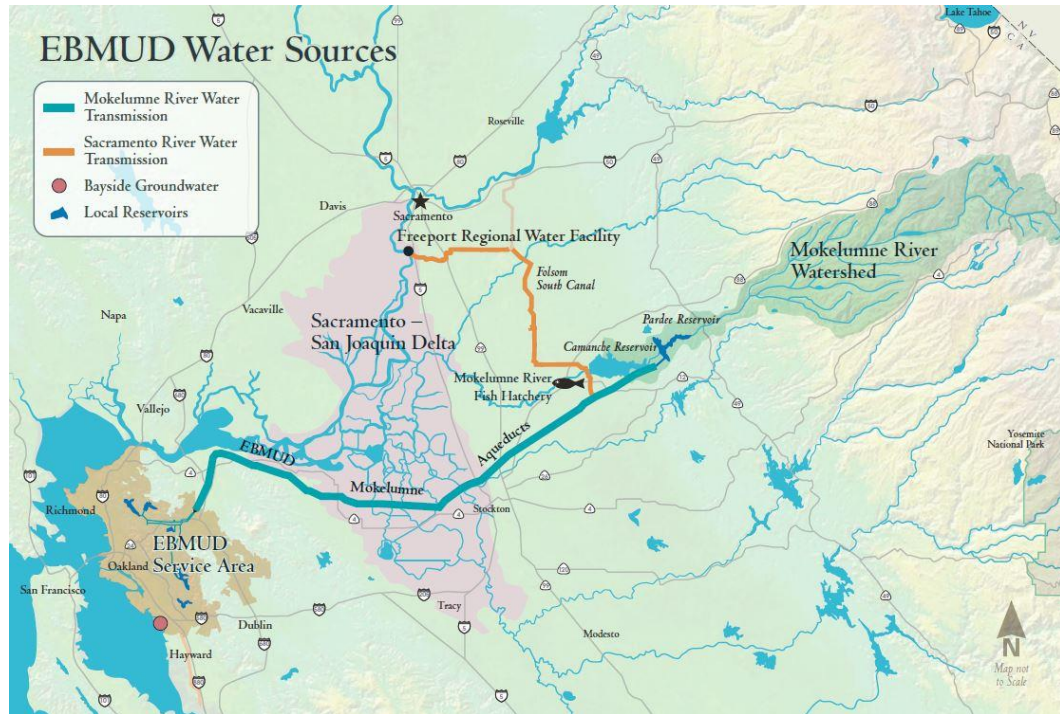 EBMUD Water Sources
Mokelumne River Water
Transmission
Sacramento River Water
Transmission
Bayside Groundwater
Local Reservoirs
Lake Tahoe
N V
C A
Roseville
Davis
Sacramento
Freeport Regional Water Facility
Folsom
South Canal
Mokelumne River
Watershed
Napa
Vacaville
Sacramento –
San Joaquin Delta
Pardee Reservoir
Camanche Reservoir
Mokelumne River
Fish Hatchery
Vallejo
EBMUD
Mokelumne
Aqueducts
Yosemite
National Park
Richmond
Stockton
EBMUD
Service Area
Oakland
San Francisco
Tracy
Dublin
Hayward
Modesto
N
Map not
to Scale